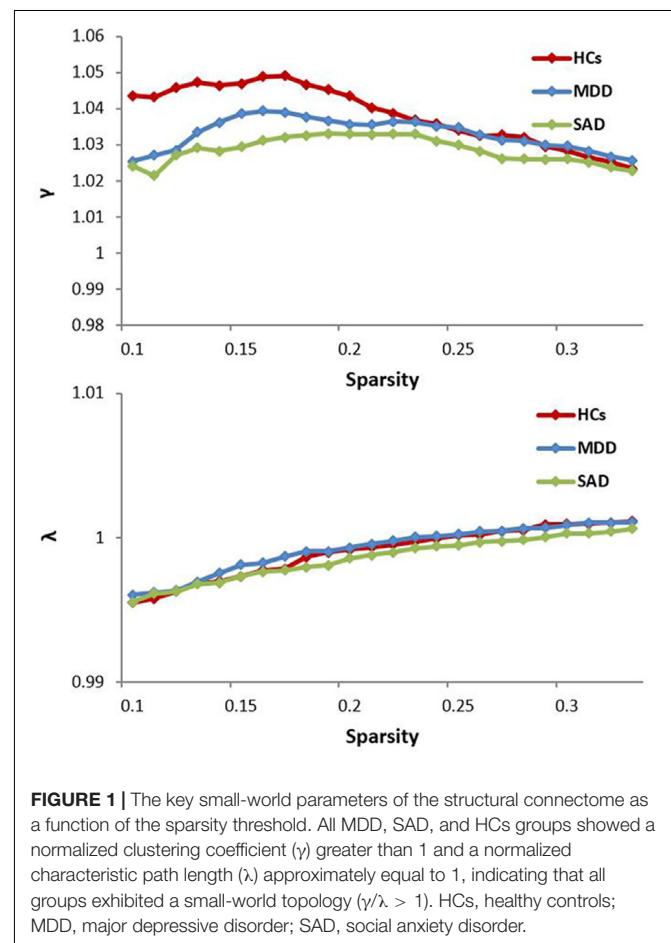 1.06
1.05
1.04
1.03
1.02
1.01
1
0.99
0.98
γ
HCs
MDD
SAD
0.1 0.15 0.2 0.25 0.3
Sparsity
1.01
1
0.99
λ
HCs
MDD
SAD
0.1 0.15 0.2 0.25 0.3
Sparsity
FIGURE 1 | The key small-world parameters of the structural connectome as
a function of the sparsity threshold. All MDD, SAD, and HCs groups showed a
normalized clustering coefficient (γ) greater than 1 and a normalized
characteristic path length (λ) approximately equal to 1, indicating that all
groups exhibited a small-world topology (γ/λ > 1). HCs, healthy controls;
MDD, major depressive disorder; SAD, social anxiety disorder.